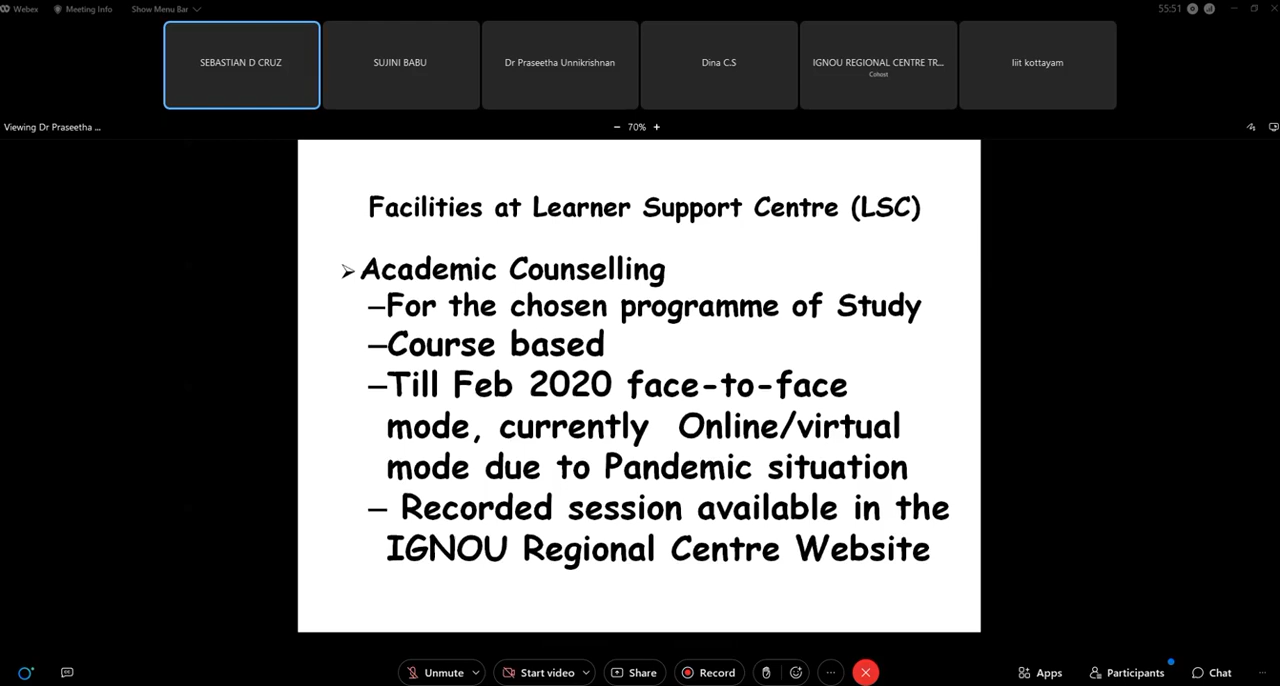 Webex
Meeting Info
Show Menu Bar
55:51
SEBASTIAN D CRUZ
SUJINI BABU
Dr Praseetha Unnikrishnan
Dina C.S
IGNOU REGIONAL CENTRE TR...
Cohost
liit kottayam
Viewing Dr Praseetha ...
− 70% +
Facilities at Learner Support Centre (LSC)
➢Academic Counselling
–For the chosen programme of Study
–Course based
–Till Feb 2020 face-to-face
mode, currently Online/virtual
mode due to Pandemic situation
– Recorded session available in the
IGNOU Regional Centre Website
Unmute
Start video
Share
Record
Apps
Participants
Chat